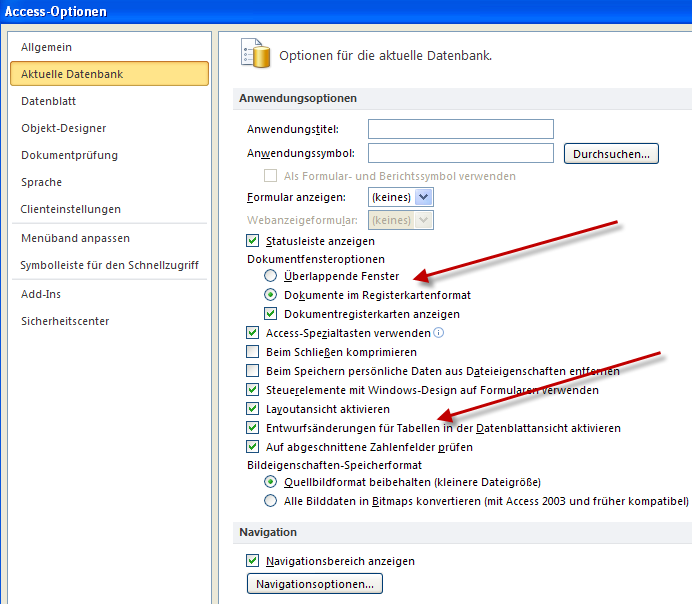 Access-Optionen
Allgemein
Aktuelle Datenbank
Datenblatt
Objekt-Designer
Dokumentprüfung
Sprache
Clienteinstellungen
Menüband anpassen
Symbolleiste für den Schnellzugriff
Add-Ins
Sicherheitscenter
Optionen für die aktuelle Datenbank.
Anwendungsoptionen
Anwendungstitel:
Anwendungssymbol: Durchsuchen...
Als Formular- und Berichtssymbol verwenden
Formular anzeigen: (keines)
Webanzeigeformular: (keines)
Statusleiste anzeigen
Dokumentfensteroptionen
Überlappende Fenster
Dokumente im Registerkartenformat
Dokumentregisterkarten anzeigen
Access-Spezialtasten verwenden
Beim Schließen komprimieren
Beim Speichern persönliche Daten aus Dateieigenschaften entfernen
Steuerelemente mit Windows-Design auf Formularen verwenden
Layoutansicht aktivieren
Entwurfsänderungen für Tabellen in der Datenblattansicht aktivieren
Auf abgeschnittene Zahlenfelder prüfen
Bildeigenschaften-Speicherformat
Quellbildformat beibehalten (kleinere Dateigröße)
Alle Bilddaten in Bitmaps konvertieren (mit Access 2003 und früher kompatibel)
Navigation
Navigationsbereich anzeigen
Navigationsoptionen...